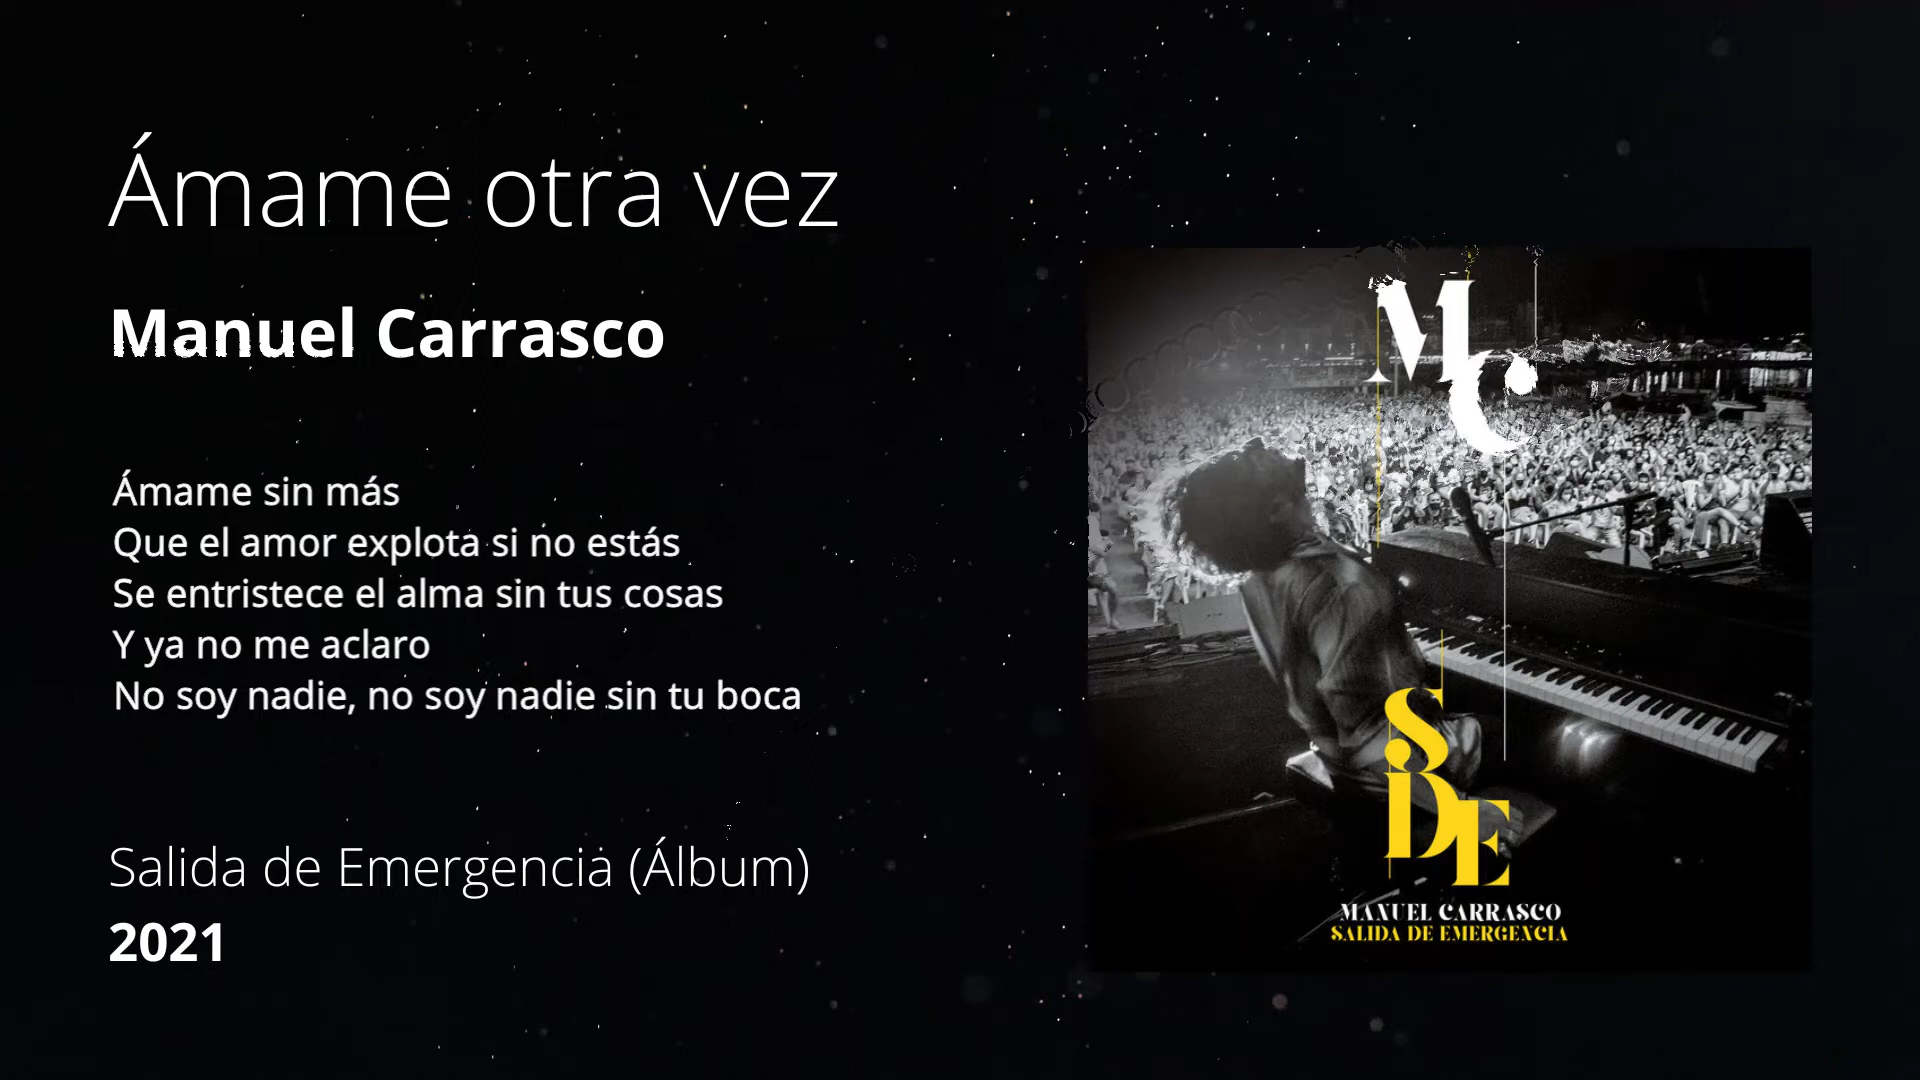 Ámame otra vez
Manuel Carrasco
Ámame sin más
Que el amor explota si no estás
Se entristece el alma sin tus cosas
Y ya no me aclaro
No soy nadie, no soy nadie sin tu boca
Salida de Emergencia (Álbum)
2021
MC
SDE
MANUEL CARRASCO
SALIDA DE EMERGENCIA